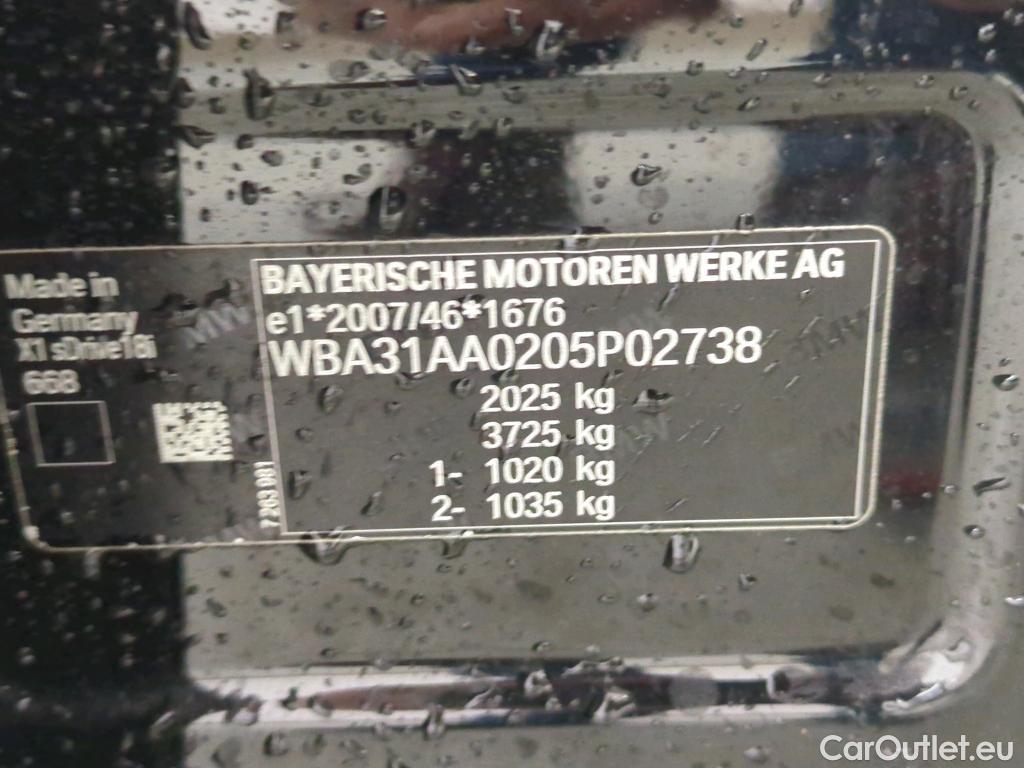 Made in
Germany
X1 sDrive18i
668
7263981
BAYERISCHE MOTOREN WERKE AG
e1*2007/46*1676
WBA31AA0205P02738
2025 kg
3725 kg
1- 1020 kg
2- 1035 kg
CarOutlet.eu